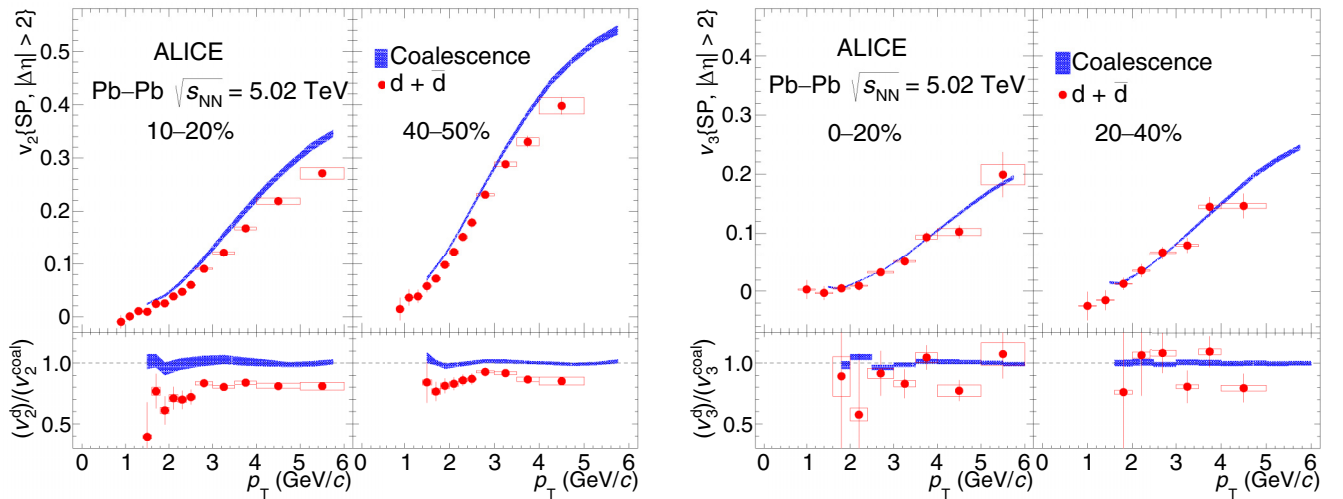 v₂{SP, |Δη| > 2}
0.5
0.4
0.3
0.2
0.1
0
ALICE
Pb–Pb √sNN = 5.02 TeV
10–20%
Coalescence
d + d̅
40–50%
(v₂ᵈ)/(v₂ᶜᵒᵃˡ)
1.0
0.5
0 1 2 3 4 5 6
pT (GeV/c)
1 2 3 4 5 6
pT (GeV/c)
v₃{SP, |Δη| > 2}
0.4
0.3
0.2
0.1
0
ALICE
Pb–Pb √sNN = 5.02 TeV
0–20%
Coalescence
d + d̅
20–40%
(v₃ᵈ)/(v₃ᶜᵒᵃˡ)
1.0
0.5
0 1 2 3 4 5
pT (GeV/c)
0 1 2 3 4 5 6
pT (GeV/c)